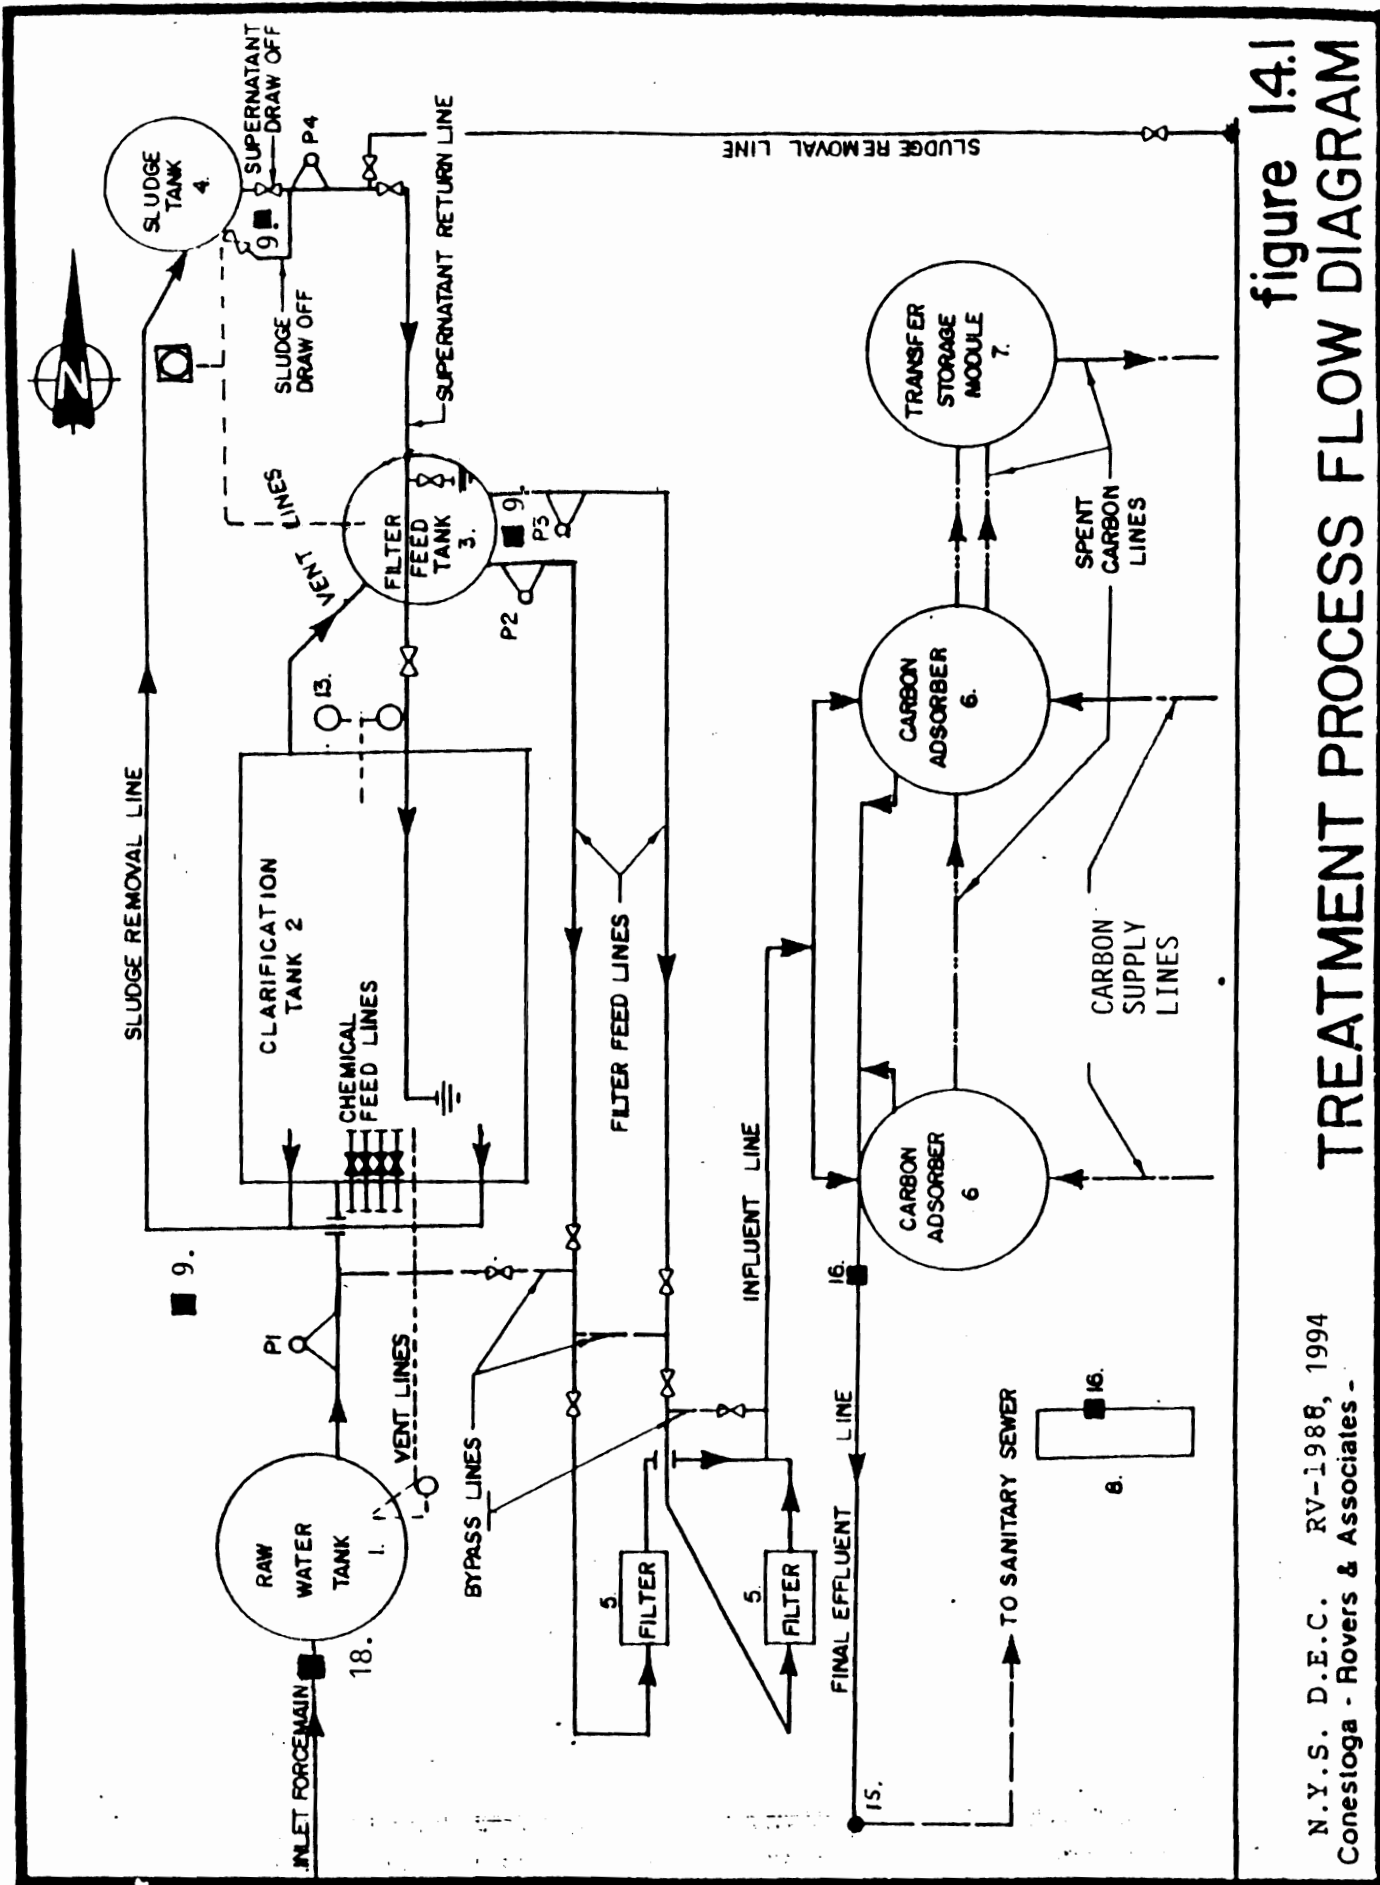 INLET FORCEMAIN
18.
RAW
WATER
TANK
1.
P1
VENT LINES
9.
SLUDGE REMOVAL LINE
CLARIFICATION
TANK 2
CHEMICAL
FEED LINES
13.
VENT LINES
N
SLUDGE
TANK
4.
SUPERNATANT
DRAW OFF
9.
SLUDGE
DRAW OFF
P4
SUPERNATANT RETURN LINE
SLUDGE REMOVAL LINE
FILTER
FEED
TANK
3.
9.
P2
P3
FILTER FEED LINES
BYPASS LINES
5.
FILTER
5.
FILTER
INFLUENT LINE
FINAL EFFLUENT LINE
15.
TO SANITARY SEWER
16.
8.
16.
CARBON
ADSORBER
6
CARBON
ADSORBER
6.
TRANSFER
STORAGE
MODULE
7.
SPENT
CARBON
LINES
CARBON
SUPPLY
LINES
figure 14.1
TREATMENT PROCESS FLOW DIAGRAM
N.Y.S. D.E.C. RV-1988, 1994
Conestoga - Rovers & Associates -